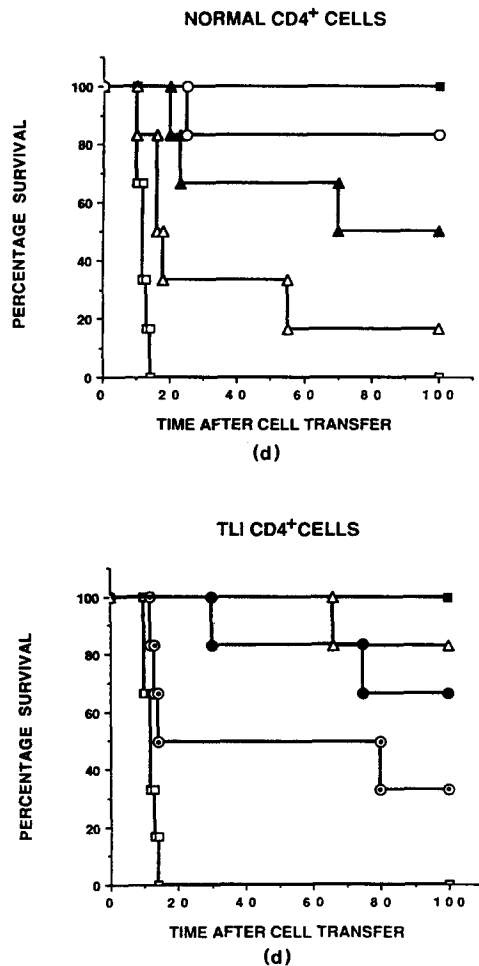 NORMAL CD4⁺ CELLS
100
80
60
40
20
0
PERCENTAGE SURVIVAL
0 20 40 60 80 100
TIME AFTER CELL TRANSFER
(d)
TLI CD4⁺CELLS
100
80
60
40
20
0
PERCENTAGE SURVIVAL
0 20 40 60 80 100
TIME AFTER CELL TRANSFER
(d)